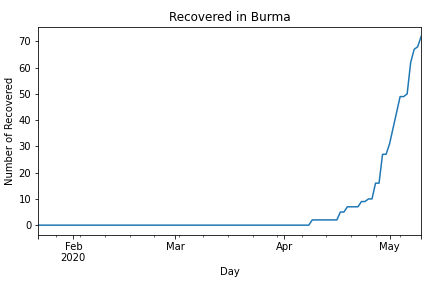 Recovered in Burma
Number of Recovered
70
60
50
40
30
20
10
0
Feb
2020
Mar
Apr
May
Day